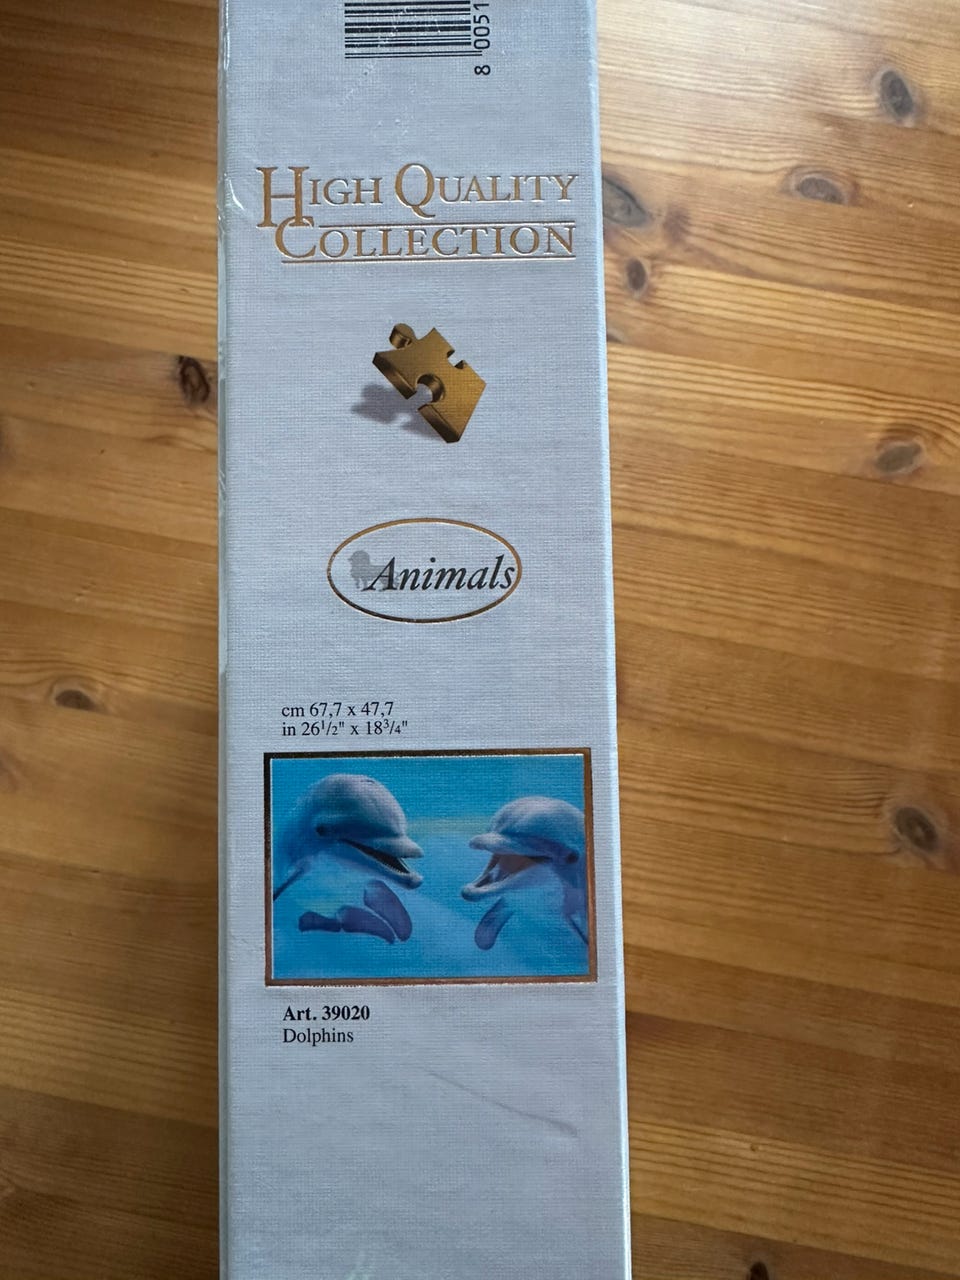 8 0051
HIGH QUALITY
COLLECTION
Animals
cm 67,7 x 47,7
in 26¹/₂" x 18³/₄"
Art. 39020
Dolphins